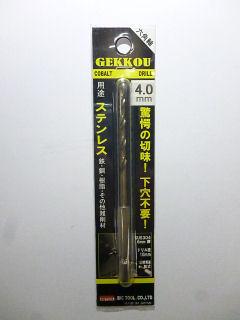 六角軸
GEKKOU
COBALT DRILL
4.0
mm
用途
ステンレス
鉄・銅・樹脂・その他難削材
驚愕の切味!下穴不要!
SUS304
BIC TOOL CO.,LTD